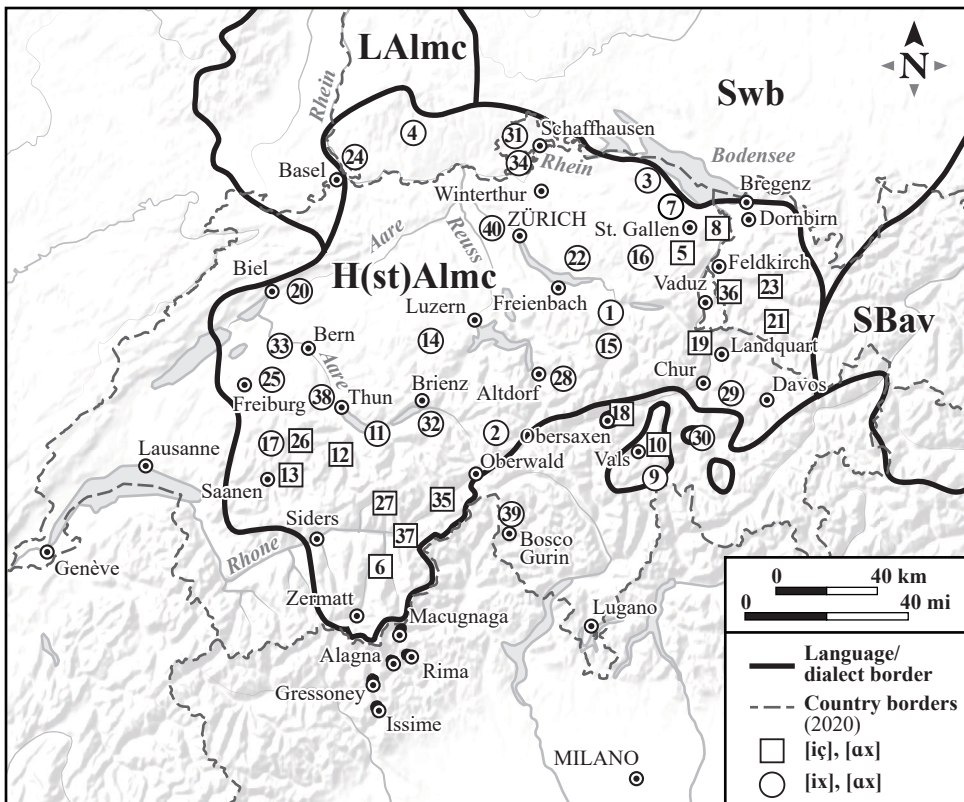 LAlmc
Swb
N
Rhein
4
31
Schaffhausen
24
34
Rhein
Bodensee
Basel
3
Winterthur
Bregenz
7
Dornbirn
40
ZÜRICH
St. Gallen
8
Aare
Reuss
22
16
5
Feldkirch
Biel
H(st)Almc
Vaduz
36
23
20
Freienbach
Luzern
1
21
SBav
33
Bern
14
15
19
Landquart
Aare
Altdorf
28
Chur
25
Brienz
29
Davos
Freiburg
38
Thun
18
32
2
Obersaxen
30
17
26
11
10
Lausanne
12
Vals
13
Oberwald
9
Saanen
27
35
39
Siders
37
Bosco
Gurin
Rhone
6
Genève
0 40 km
0 40 mi
Zermatt
Macugnaga
Lugano
Alagna
Rima
Language/
dialect border
Gressoney
Country borders
(2020)
Issime
[iç], [ɑx]
MILANO
[ix], [ɑx]